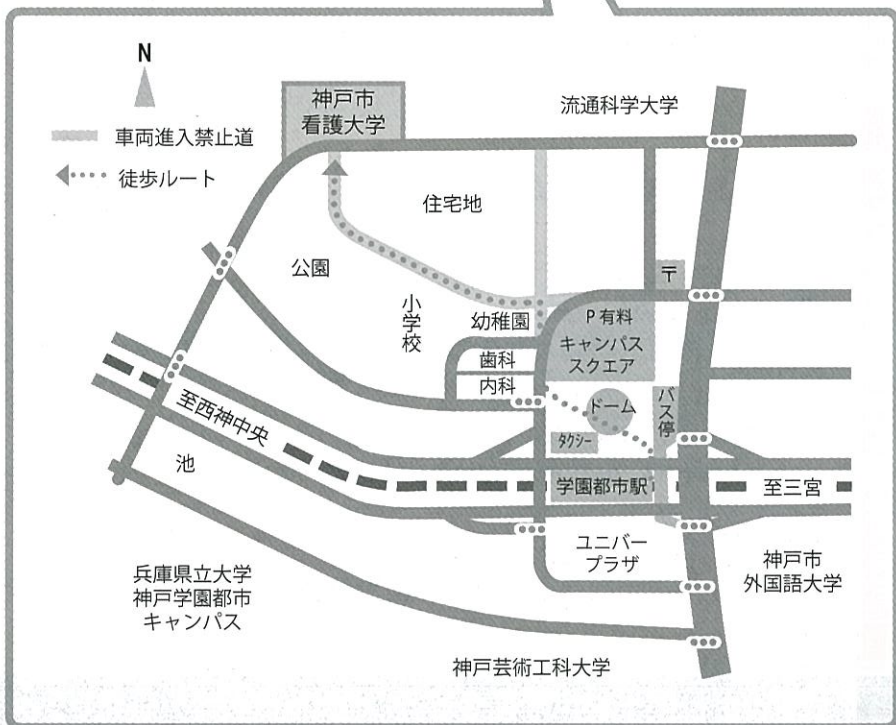 N
車両進入禁止道
徒歩ルート
神戸市
看護大学
流通科学大学
住宅地
公園
小学校
幼稚園
〒
P有料
キャンパス
スクエア
歯科
内科
ドーム
バス停
タクシー
至西神中央
池
学園都市駅
至三宮
ユニバー
プラザ
神戸市
外国語大学
兵庫県立大学
神戸学園都市
キャンパス
神戸芸術工科大学